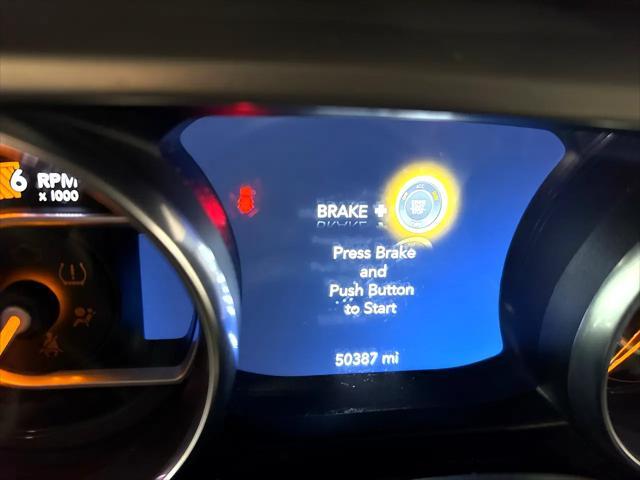 6 RPM
x 1000
BRAKE +
Press Brake
and
Push Button
to Start
50387 mi